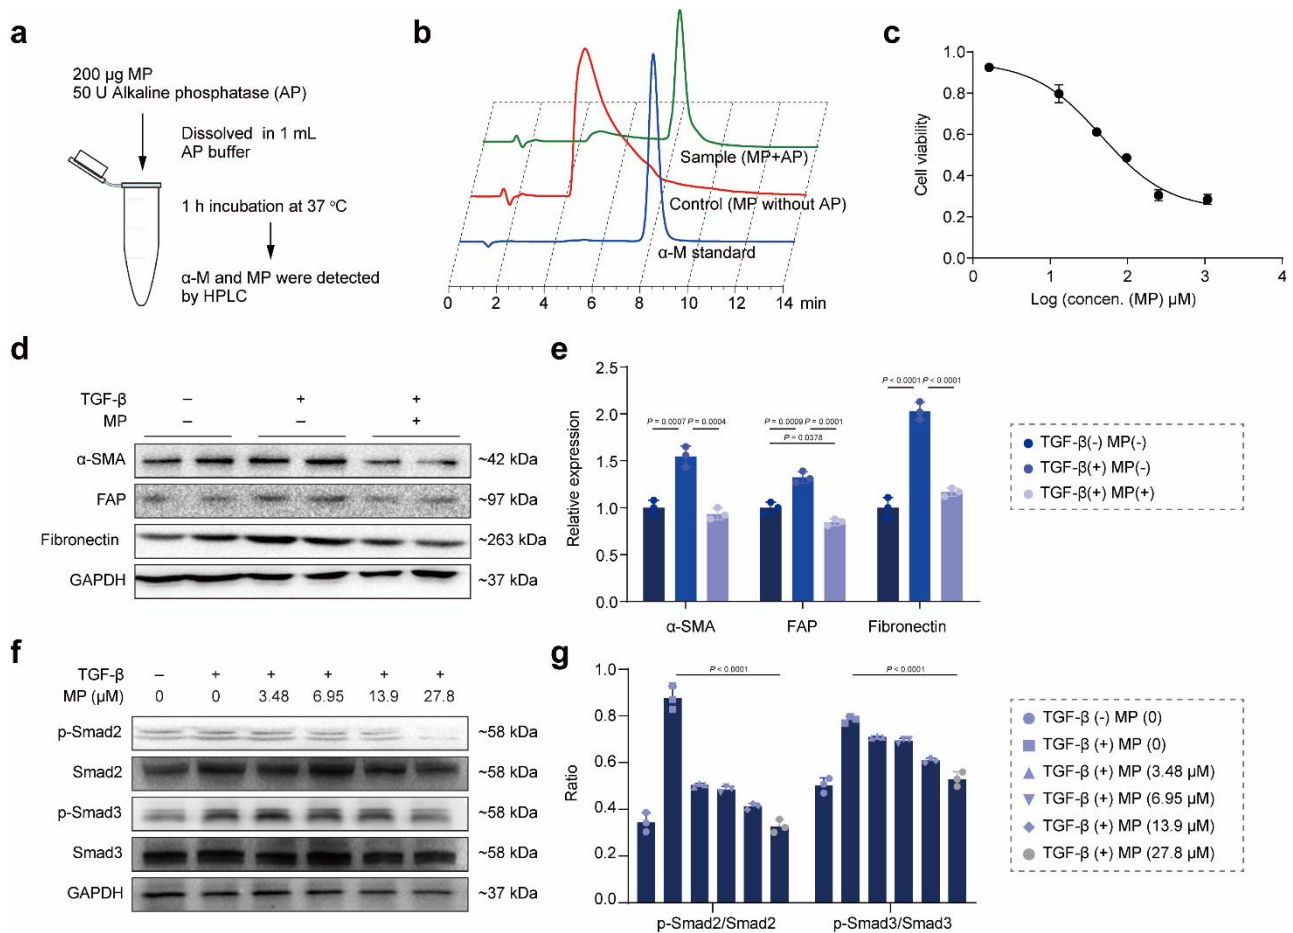 a
200 µg MP
50 U Alkaline phosphatase (AP)
Dissolved in 1 mL
AP buffer
1 h incubation at 37 °C
α-M and MP were detected
by HPLC
b
Sample (MP+AP)
Control (MP without AP)
α-M standard
0 2 4 6 8 10 12 14 min
c
Cell viability
1.0
0.8
0.6
0.4
0.2
0.0
0 1 2 3 4
Log (concen. (MP) µM)
d
TGF-β – + +
MP – – +
α-SMA ~42 kDa
FAP ~97 kDa
Fibronectin ~263 kDa
GAPDH ~37 kDa
e
Relative expression
2.5
2.0
1.5
1.0
0.5
0.0
P = 0.0007 P = 0.0004
P = 0.0009 P = 0.0001
P = 0.0378
P < 0.0001 P < 0.0001
α-SMA FAP Fibronectin
TGF-β(-) MP(-)
TGF-β(+) MP(-)
TGF-β(+) MP(+)
f
TGF-β – + + + + +
MP (µM) 0 0 3.48 6.95 13.9 27.8
p-Smad2 ~58 kDa
Smad2 ~58 kDa
p-Smad3 ~58 kDa
Smad3 ~58 kDa
GAPDH ~37 kDa
g
Ratio
1.0
0.8
0.6
0.4
0.2
0.0
P < 0.0001 P < 0.0001
p-Smad2/Smad2 p-Smad3/Smad3
TGF-β (-) MP (0)
TGF-β (+) MP (0)
TGF-β (+) MP (3.48 µM)
TGF-β (+) MP (6.95 µM)
TGF-β (+) MP (13.9 µM)
TGF-β (+) MP (27.8 µM)